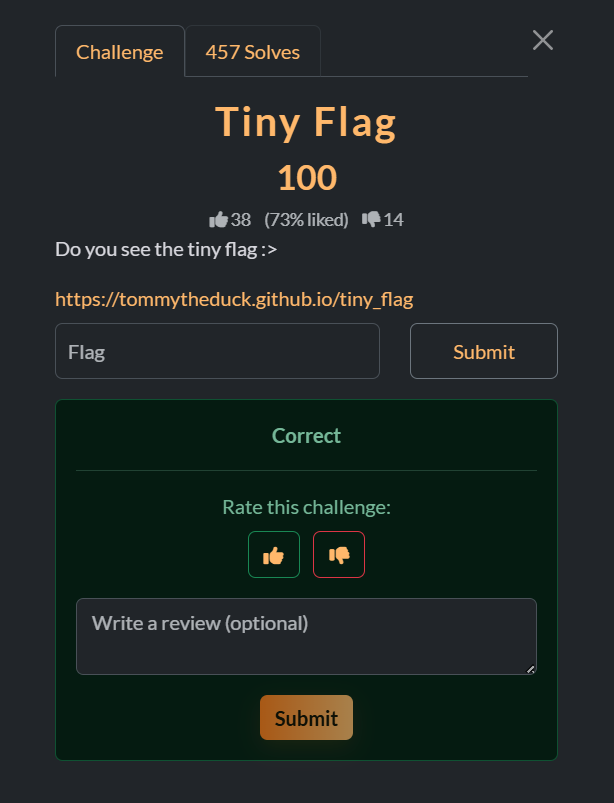 Challenge
457 Solves
Tiny Flag
100
38 (73% liked) 14
Do you see the tiny flag :>
https://tommytheduck.github.io/tiny_flag
Flag
Submit
Correct
Rate this challenge:
Write a review (optional)
Submit